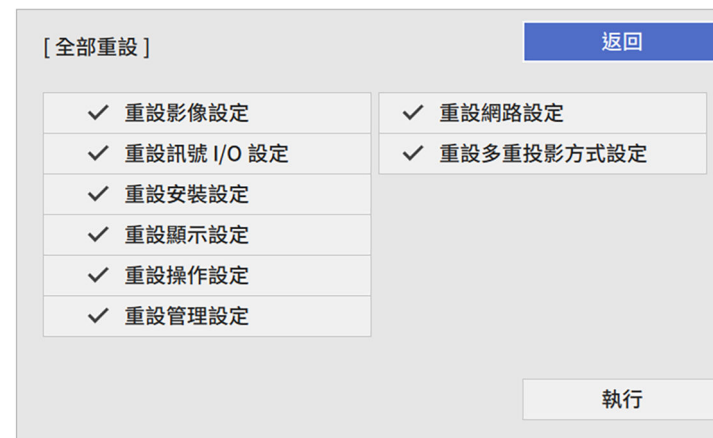 [ 全部重設 ]
返回
重設影像設定
重設網路設定
重設訊號 I/O 設定
重設多重投影方式設定
重設安裝設定
重設顯示設定
重設操作設定
重設管理設定
執行